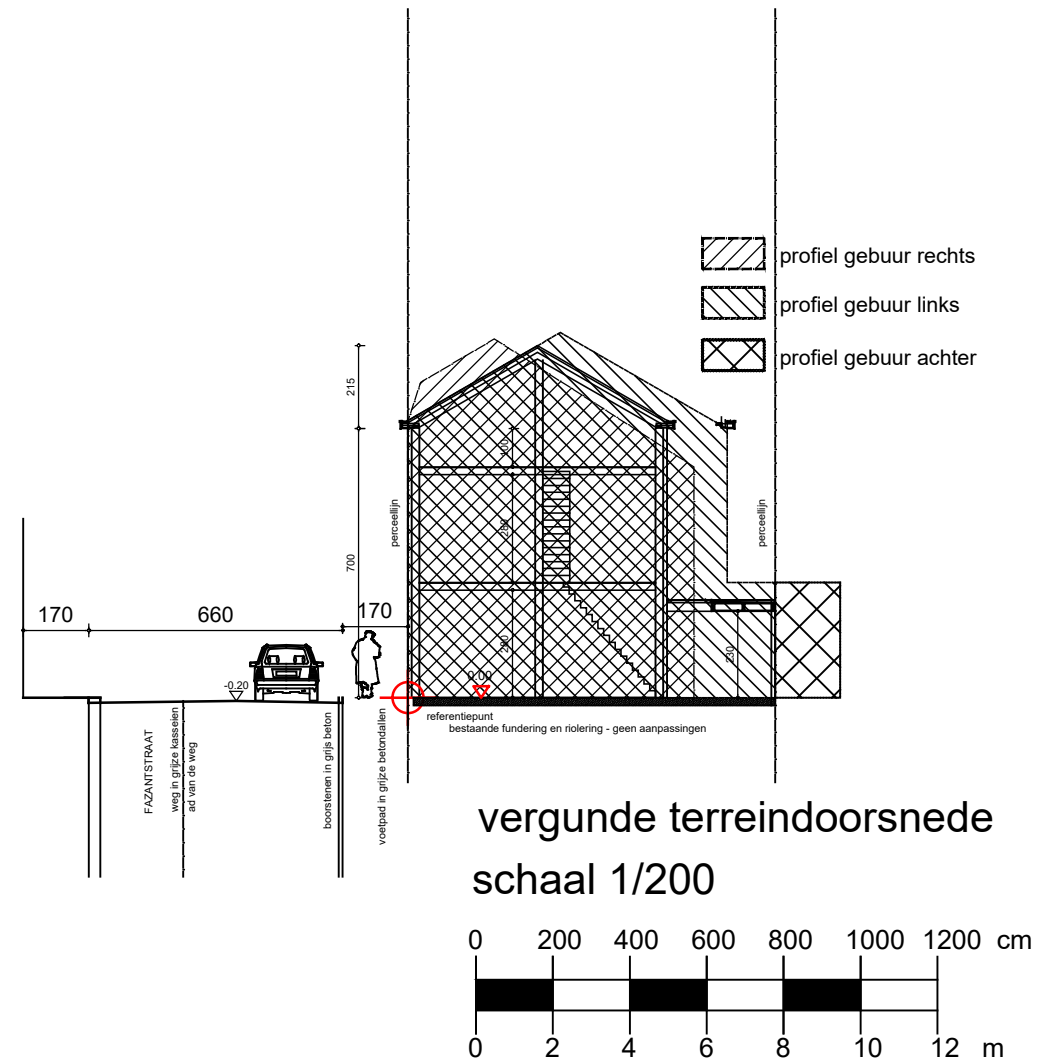 profiel gebuur rechts
profiel gebuur links
profiel gebuur achter
215
100
280
700
perceellijn
perceellijn
170
660
170
280
230
-0.20
0.00
referentiepunt
bestaande fundering en riolering - geen aanpassingen
FAZANTSTRAAT
weg in grijze kasseien
ad van de weg
boorstenen in grijs beton
voetpad in grijze betondallen
vergunde terreindoorsnede
schaal 1/200
0 200 400 600 800 1000 1200 cm
0 2 4 6 8 10 12 m